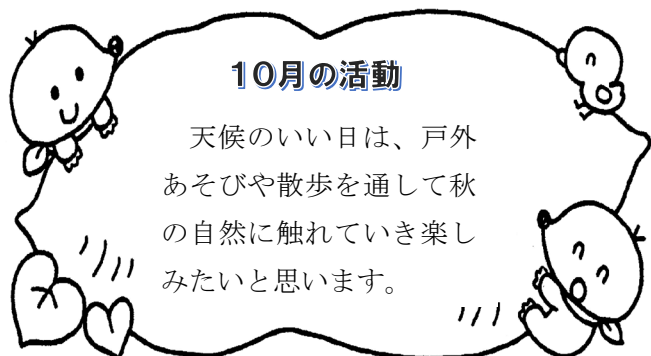 10月の活動
天候のいい日は、戸外
あそびや散歩を通して秋
の自然に触れていき楽し
みたいと思います。